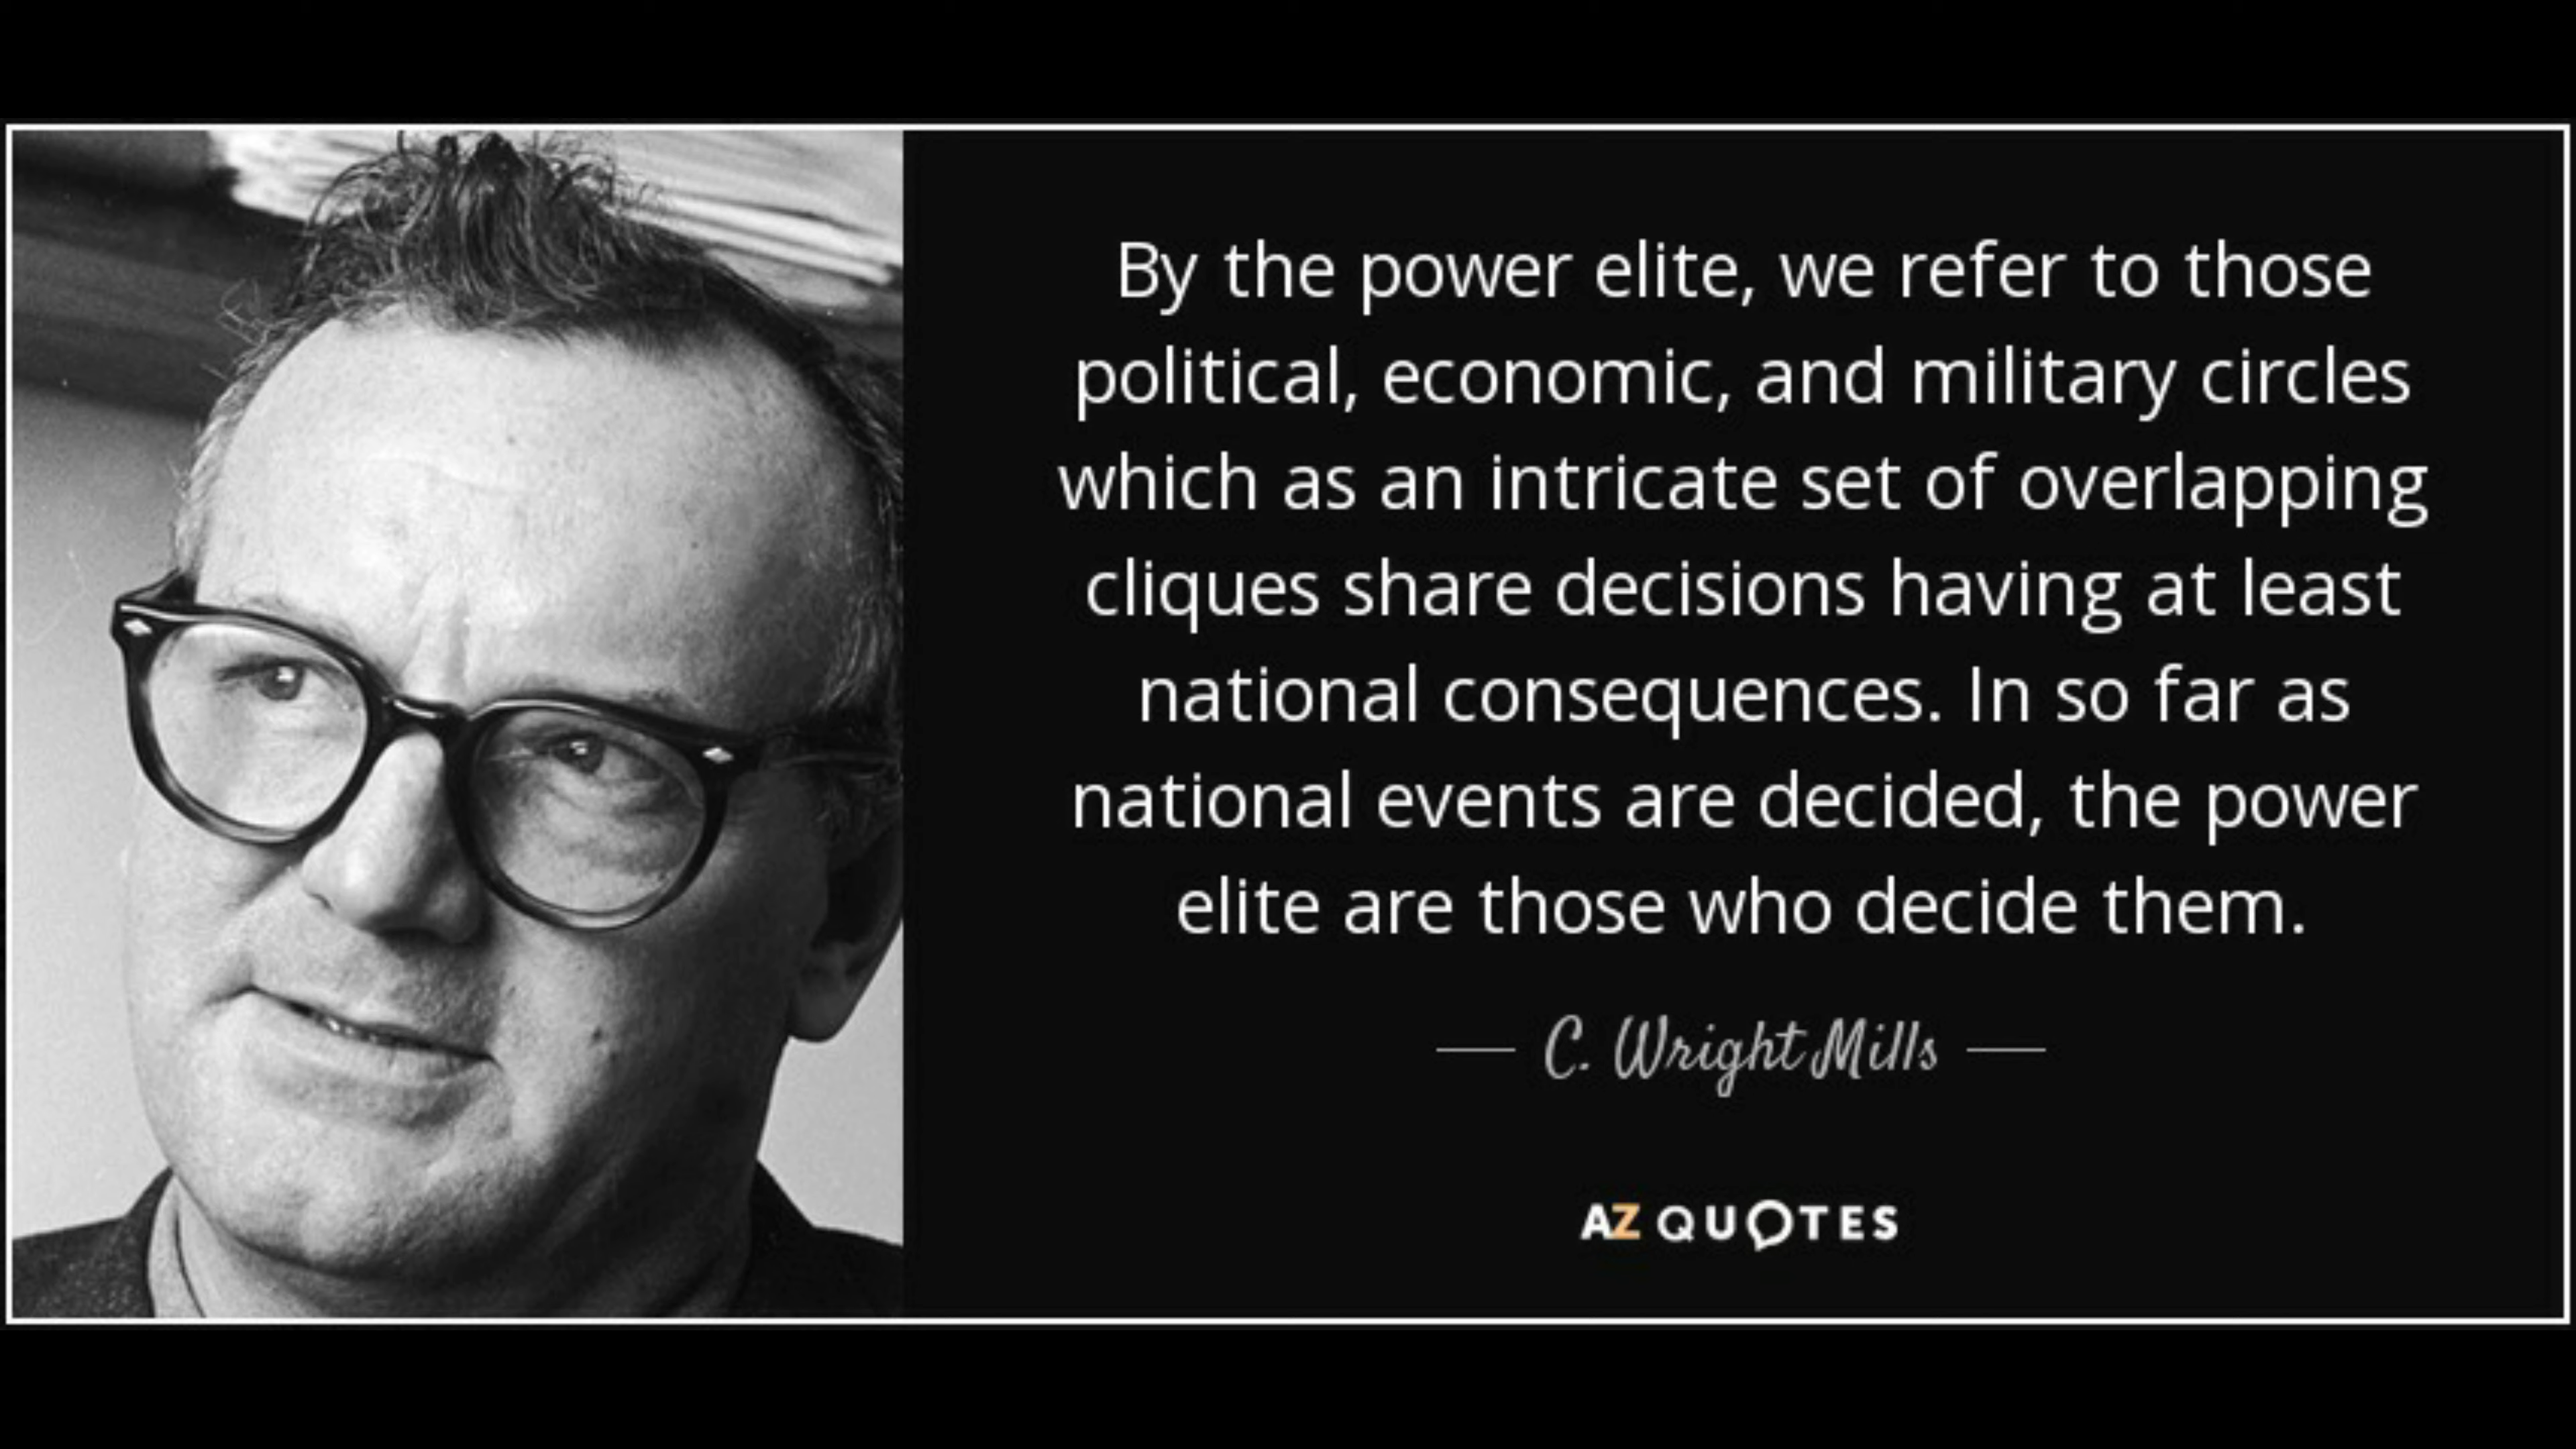 By the power elite, we refer to those
political, economic, and military circles
which as an intricate set of overlapping
cliques share decisions having at least
national consequences. In so far as
national events are decided, the power
elite are those who decide them.
— C. Wright Mills —
AZ QUOTES